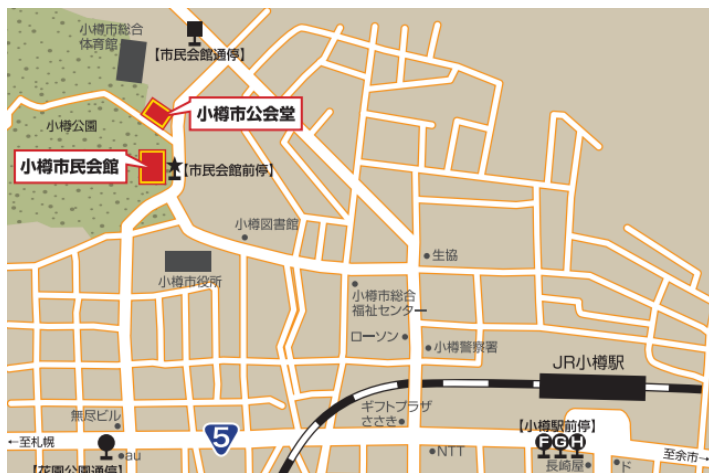 小樽市総合
体育館
【市民会館通停】
小樽市公会堂
小樽公園
小樽市民会館
【市民会館前停】
小樽図書館
生協
小樽市役所
小樽市総合
福祉センター
ローソン
小樽警察署
JR小樽駅
ギフトプラザ
ささき
無尽ビル
【小樽駅前停】
5
F G H
←至札幌
au
NTT
至余市→
【花園公園通停】
長崎屋
ド